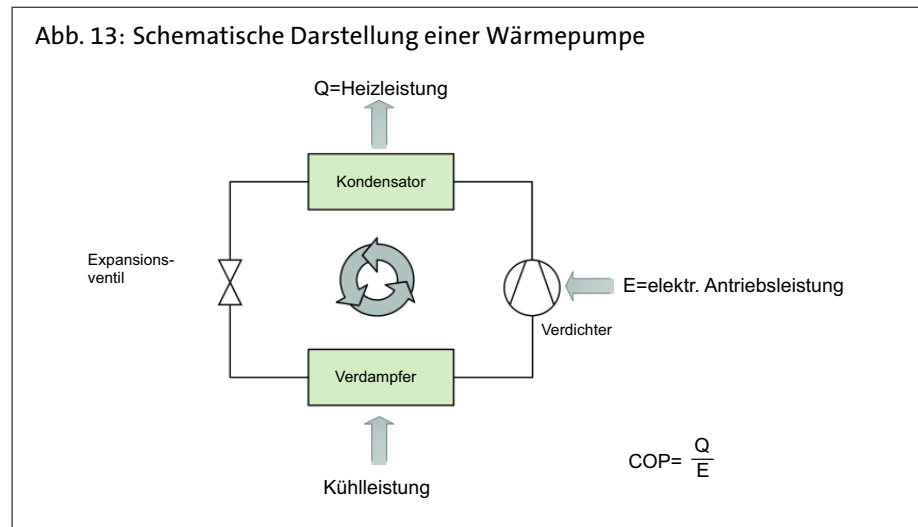 Abb. 13: Schematische Darstellung einer Wärmepumpe
Q=Heizleistung
Kondensator
Expansions-
ventil
E=elektr. Antriebsleistung
Verdichter
Verdampfer
Kühlleistung
COP= Q
E